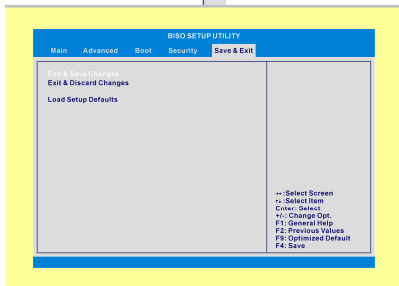 BISO SETUP UTILITY
Main Advanced Boot Security Save & Exit
Exit & Save Changes
Exit & Discard Changes
Load Setup Defaults
↔:Select Screen
↑↓:Select Item
Enter: Select
+/-: Change Opt.
F1: General Help
F2: Previous Values
F9: Optimized Default
F4: Save